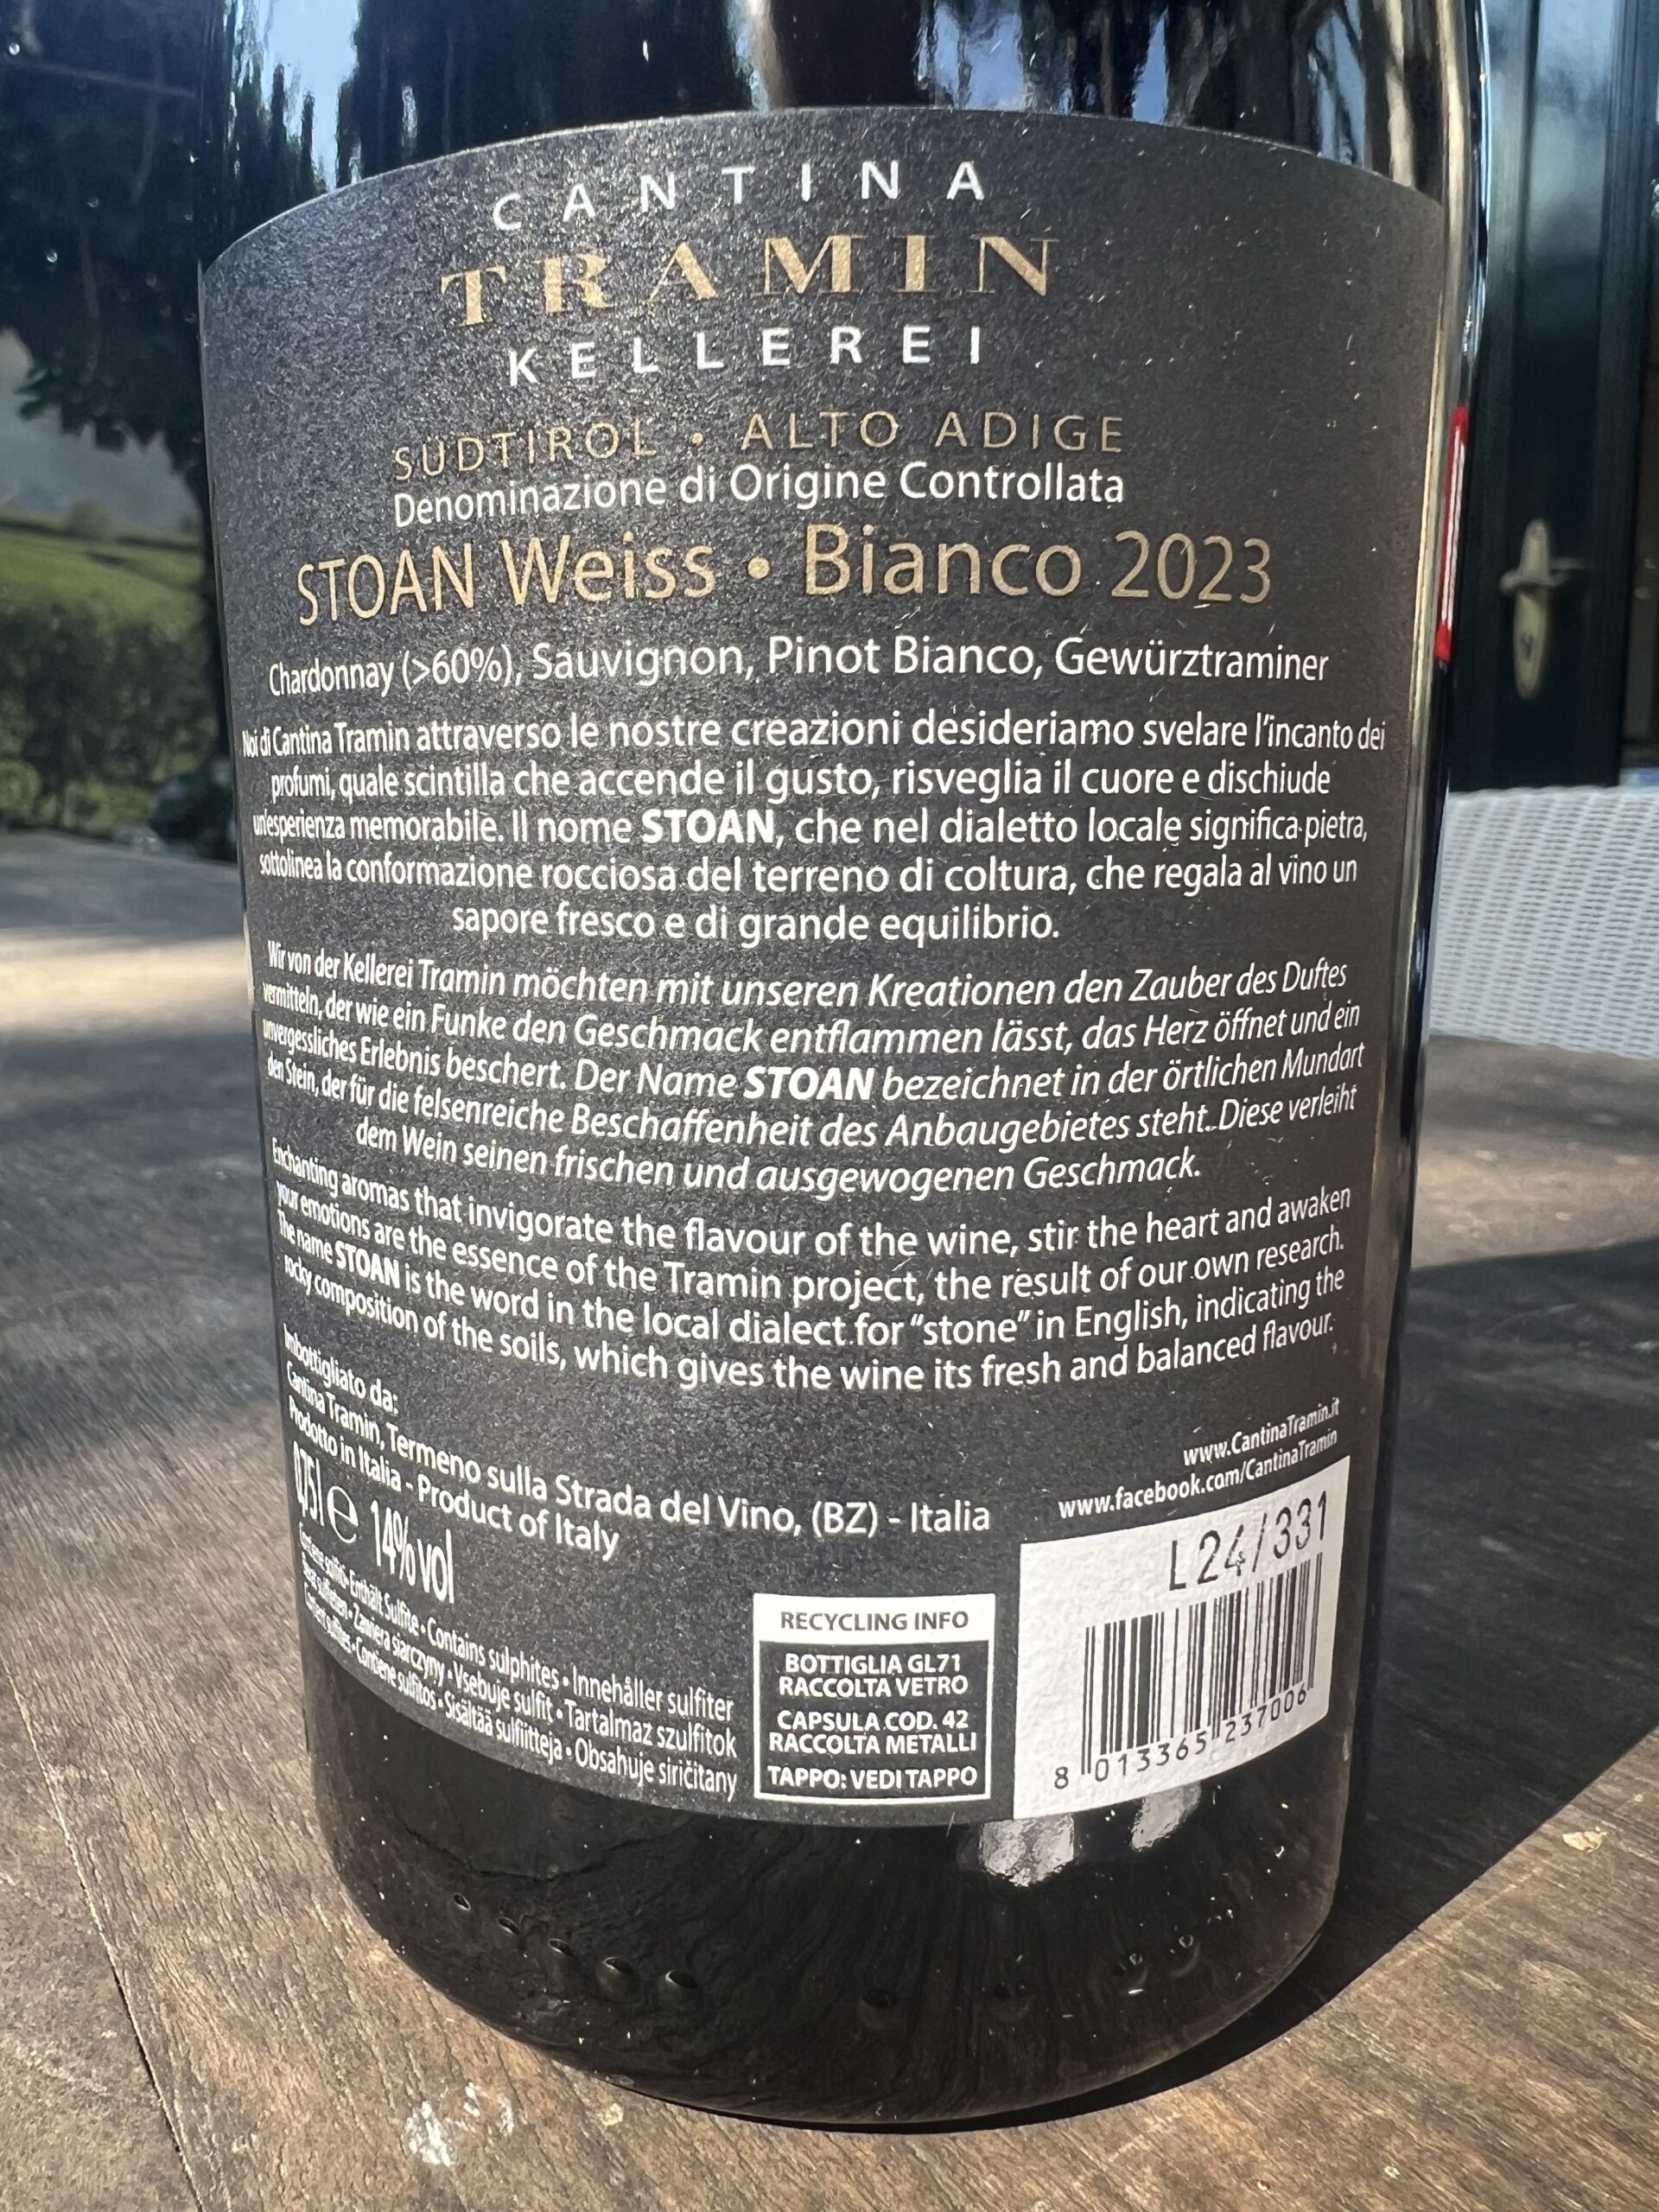 CANTINA
TRAMIN
KELLEREI
SÜDTIROL • ALTO ADIGE
Denominazione di Origine Controllata
STOAN Weiss • Bianco 2023
Chardonnay (>60%), Sauvignon, Pinot Bianco, Gewürztraminer
Noi di Cantina Tramin attraverso le nostre creazioni desideriamo svelare l'incanto dei
profumi, quale scintilla che accende il gusto, risveglia il cuore e dischiude
un'esperienza memorabile. Il nome STOAN, che nel dialetto locale significa pietra,
sottolinea la conformazione rocciosa del terreno di coltura, che regala al vino un
sapore fresco e di grande equilibrio.
Wir von der Kellerei Tramin möchten mit unseren Kreationen den Zauber des Duftes
vermitteln, der wie ein Funke den Geschmack entflammen lässt, das Herz öffnet und ein
unvergessliches Erlebnis beschert. Der Name STOAN bezeichnet in der örtlichen Mundart
den Stein, der für die felsenreiche Beschaffenheit des Anbaugebietes steht. Diese verleiht
dem Wein seinen frischen und ausgewogenen Geschmack.
Enchanting aromas that invigorate the flavour of the wine, stir the heart and awaken
your emotions are the essence of the Tramin project, the result of our own research.
The name STOAN is the word in the local dialect for "stone" in English, indicating the
rocky composition of the soils, which gives the wine its fresh and balanced flavour.
Imbottigliato da:
Cantina Tramin, Termeno sulla Strada del Vino, (BZ) - Italia
Prodotto in Italia - Product of Italy
0,75 l e 14% vol
www.CantinaTramin.it
www.facebook.com/CantinaTramin
Contiene solfiti • Enthält Sulfite • Contains sulphites • Innehåller sulfiter
Bevat sulfieten • Zawiera siarczyny • Vsebuje sulfit • Tartalmaz szulfitok
Contient sulfites • Contiene sulfitos • Sisältää sulfiitteja • Obsahuje siričitany
RECYCLING INFO
BOTTIGLIA GL71
RACCOLTA VETRO
CAPSULA COD. 42
RACCOLTA METALLI
TAPPO: VEDI TAPPO
L24/331
8 013365 237006